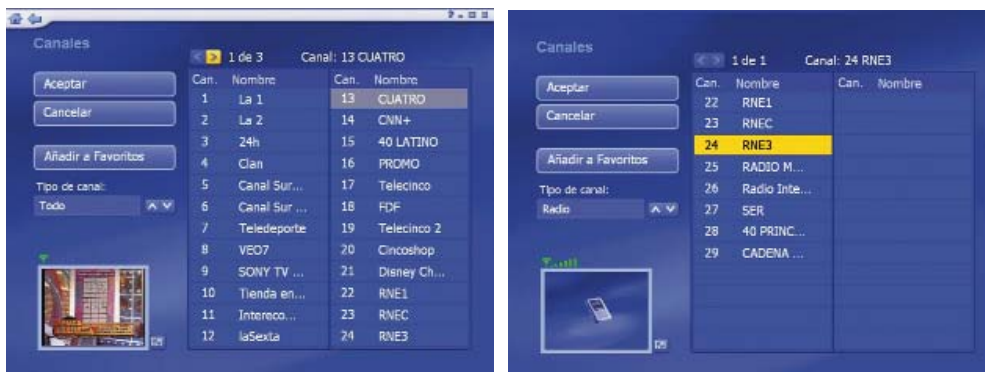 Canales
1 de 3 Canal: 13 CUATRO
Can. Nombre Can. Nombre
Aceptar
Cancelar
Añadir a Favoritos
Tipo de canal:
Todo
1 La 1 13 CUATRO
2 La 2 14 CNN+
3 24h 15 40 LATINO
4 Clan 16 PROMO
5 Canal Sur... 17 Telecinco
6 Canal Sur ... 18 FDF
7 Teledeporte 19 Telecinco 2
8 VEO7 20 Cincoshop
9 SONY TV ... 21 Disney Ch...
10 Tienda en... 22 RNE1
11 Intereco... 23 RNEC
12 laSexta 24 RNE3
Canales
1 de 1 Canal: 24 RNE3
Can. Nombre Can. Nombre
Aceptar
Cancelar
Añadir a Favoritos
Tipo de canal:
Radio
22 RNE1
23 RNEC
24 RNE3
25 RADIO M...
26 Radio Inte...
27 SER
28 40 PRINC...
29 CADENA ...